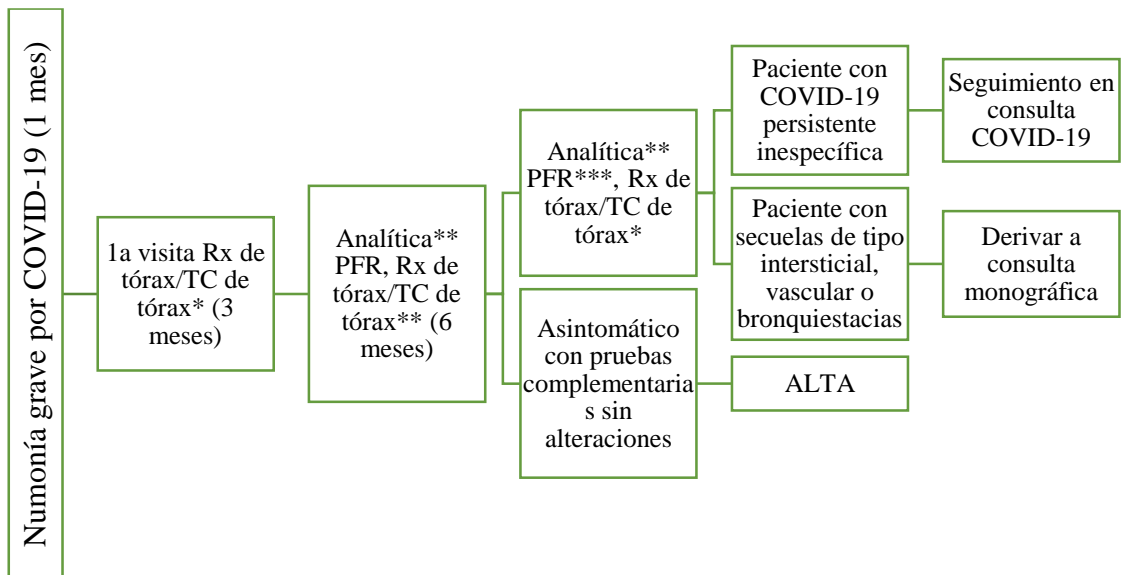 Numonía grave por COVID-19 (1 mes)
1a visita Rx de
tórax/TC de
tórax* (3
meses)
Analítica**
PFR, Rx de
tórax/TC de
tórax** (6
meses)
Analítica**
PFR***, Rx de
tórax/TC de
tórax*
Asintomático
con pruebas
complementaria
s sin
alteraciones
Paciente con
COVID-19
persistente
inespecífica
Paciente con
secuelas de tipo
intersticial,
vascular o
bronquiestacias
ALTA
Seguimiento en
consulta
COVID-19
Derivar a
consulta
monográfica